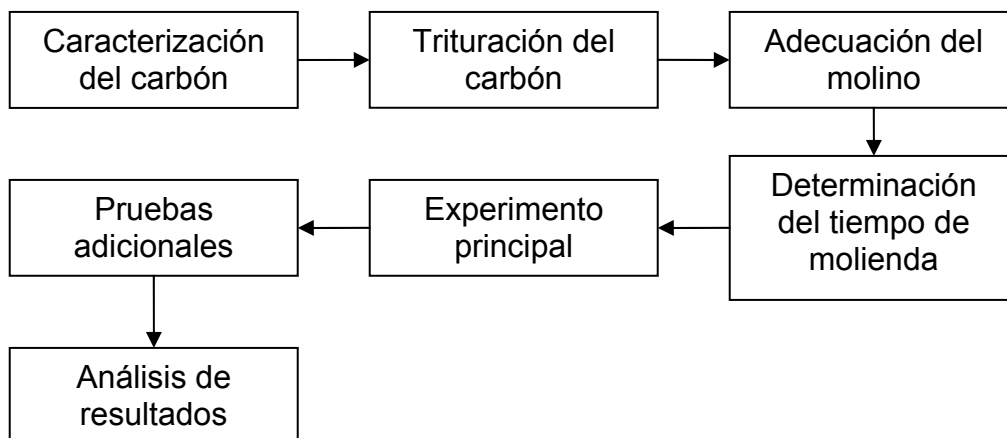 Caracterización
del carbón
Trituración del
carbón
Adecuación del
molino
Determinación
del tiempo de
molienda
Experimento
principal
Pruebas
adicionales
Análisis de
resultados